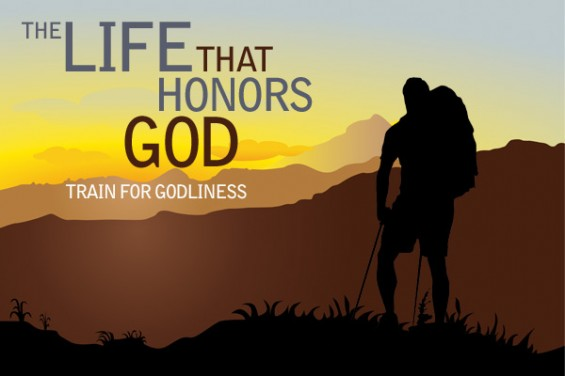 THE LIFE THAT
HONORS
GOD
TRAIN FOR GODLINESS